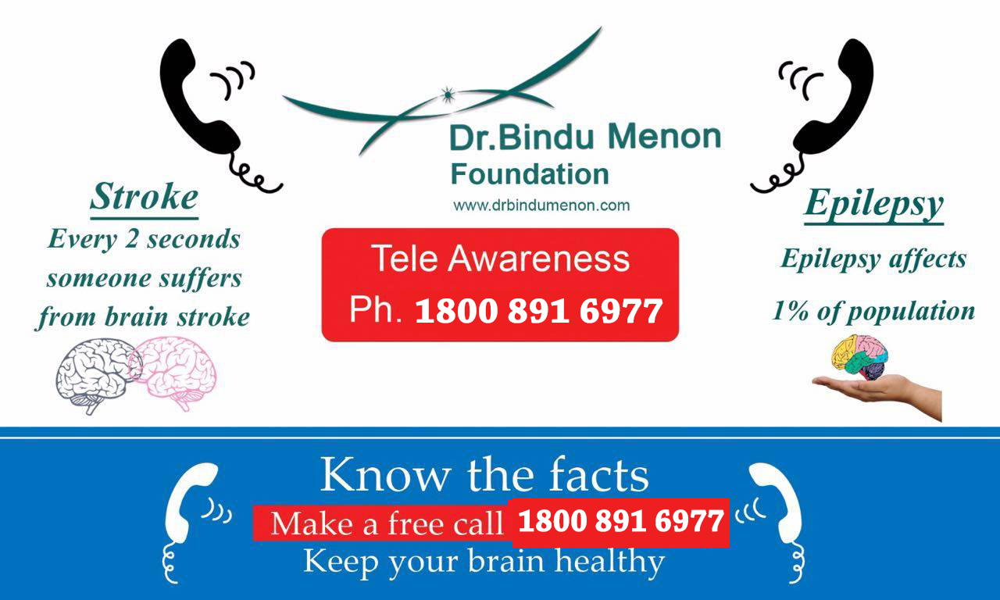 Dr.Bindu Menon
Foundation
www.drbindumenon.com
Stroke
Every 2 seconds
someone suffers
from brain stroke
Tele Awareness
Ph. 1800 891 6977
Epilepsy
Epilepsy affects
1% of population
Know the facts
Make a free call 1800 891 6977
Keep your brain healthy